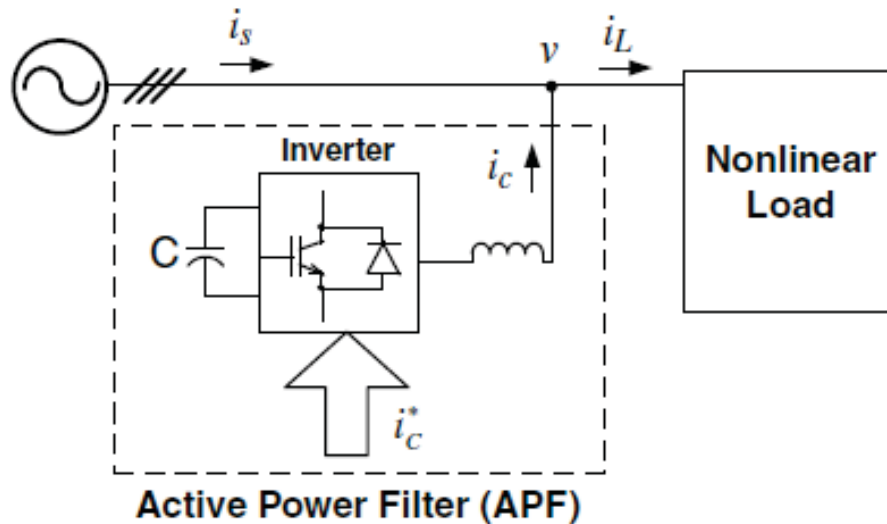 i_s
v
i_L
Inverter
i_c
Nonlinear
Load
C
i_C^*
Active Power Filter (APF)